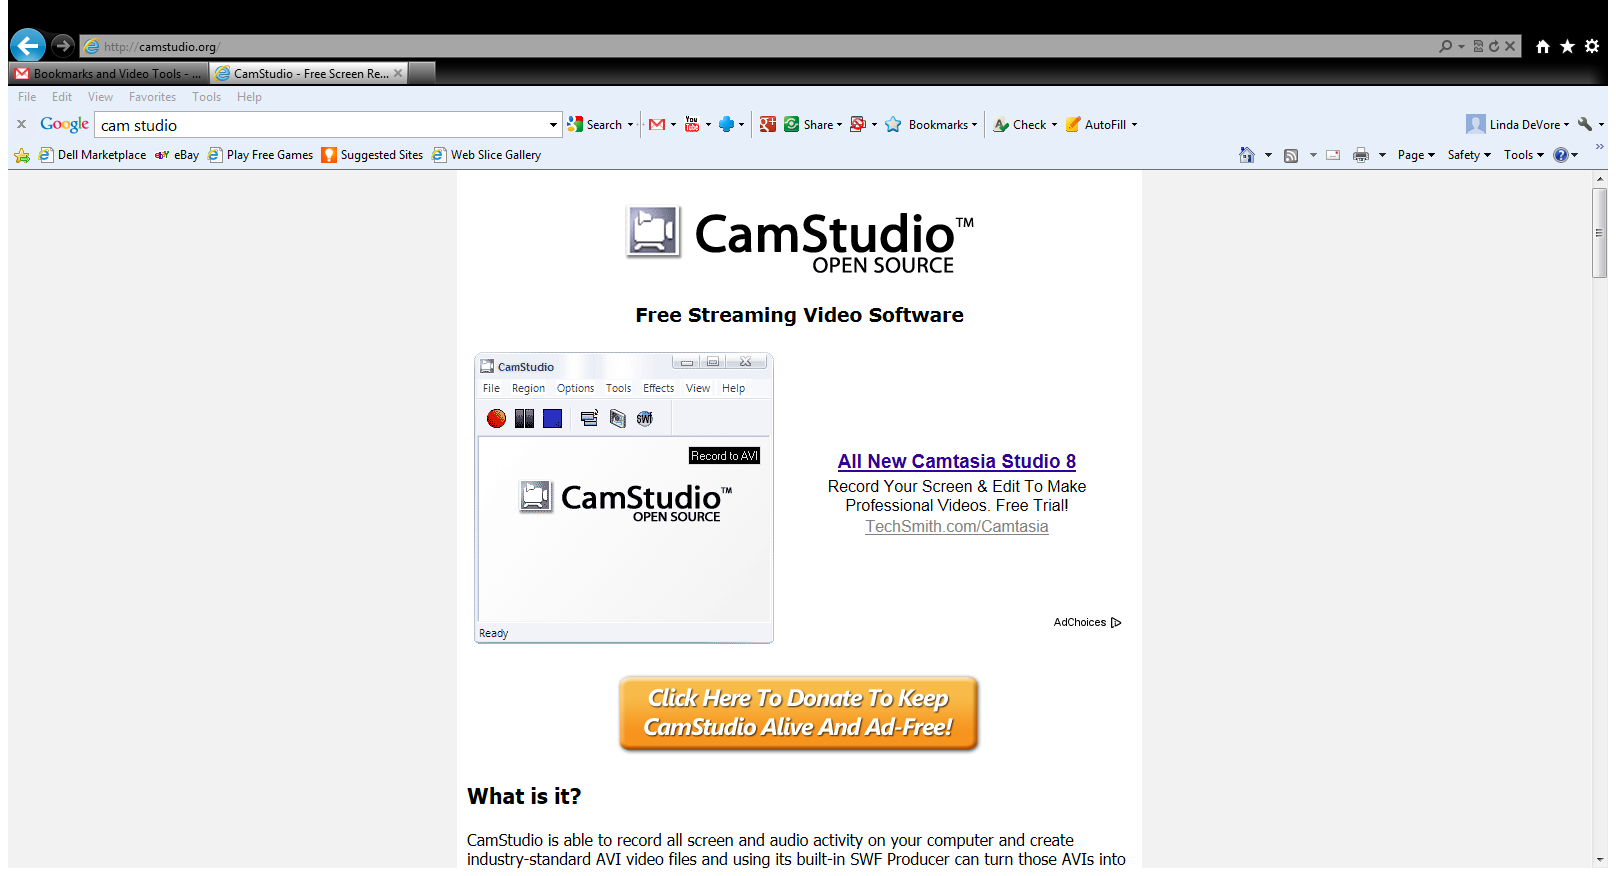 http://camstudio.org/
Bookmarks and Video Tools - ...
CamStudio - Free Screen Re...
File Edit View Favorites Tools Help
x Google cam studio Search Share Bookmarks Check AutoFill Linda DeVore
Dell Marketplace eBay Play Free Games Suggested Sites Web Slice Gallery Page Safety Tools
CamStudio™
OPEN SOURCE
Free Streaming Video Software
CamStudio
File Region Options Tools Effects View Help
SWF
Record to AVI
CamStudio™
OPEN SOURCE
Ready
All New Camtasia Studio 8
Record Your Screen & Edit To Make
Professional Videos. Free Trial!
TechSmith.com/Camtasia
AdChoices
Click Here To Donate To Keep
CamStudio Alive And Ad-Free!
What is it?
CamStudio is able to record all screen and audio activity on your computer and create
industry-standard AVI video files and using its built-in SWF Producer can turn those AVIs into